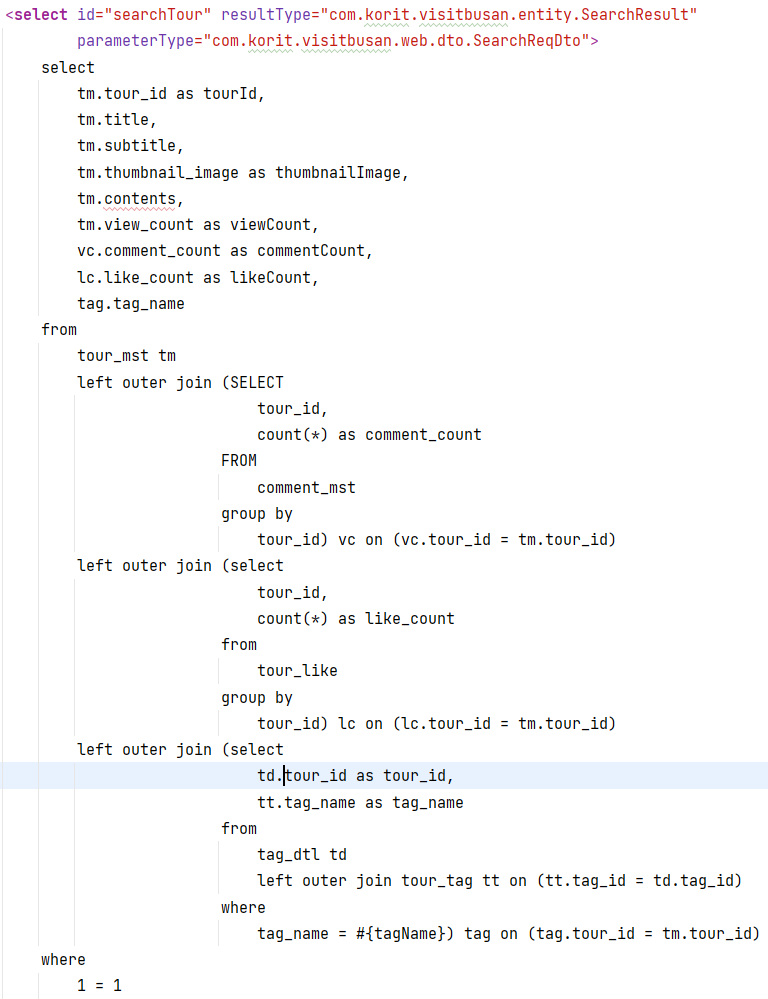 <select id="searchTour" resultType="com.korit.visitbusan.entity.SearchResult"
parameterType="com.korit.visitbusan.web.dto.SearchReqDto">
select
tm.tour_id as tourId,
tm.title,
tm.subtitle,
tm.thumbnail_image as thumbnailImage,
tm.contents,
tm.view_count as viewCount,
vc.comment_count as commentCount,
lc.like_count as likeCount,
tag.tag_name
from
tour_mst tm
left outer join (SELECT
tour_id,
count(*) as comment_count
FROM
comment_mst
group by
tour_id) vc on (vc.tour_id = tm.tour_id)
left outer join (select
tour_id,
count(*) as like_count
from
tour_like
group by
tour_id) lc on (lc.tour_id = tm.tour_id)
left outer join (select
td.tour_id as tour_id,
tt.tag_name as tag_name
from
tag_dtl td
left outer join tour_tag tt on (tt.tag_id = td.tag_id)
where
tag_name = #{tagName}) tag on (tag.tour_id = tm.tour_id)
where
1 = 1